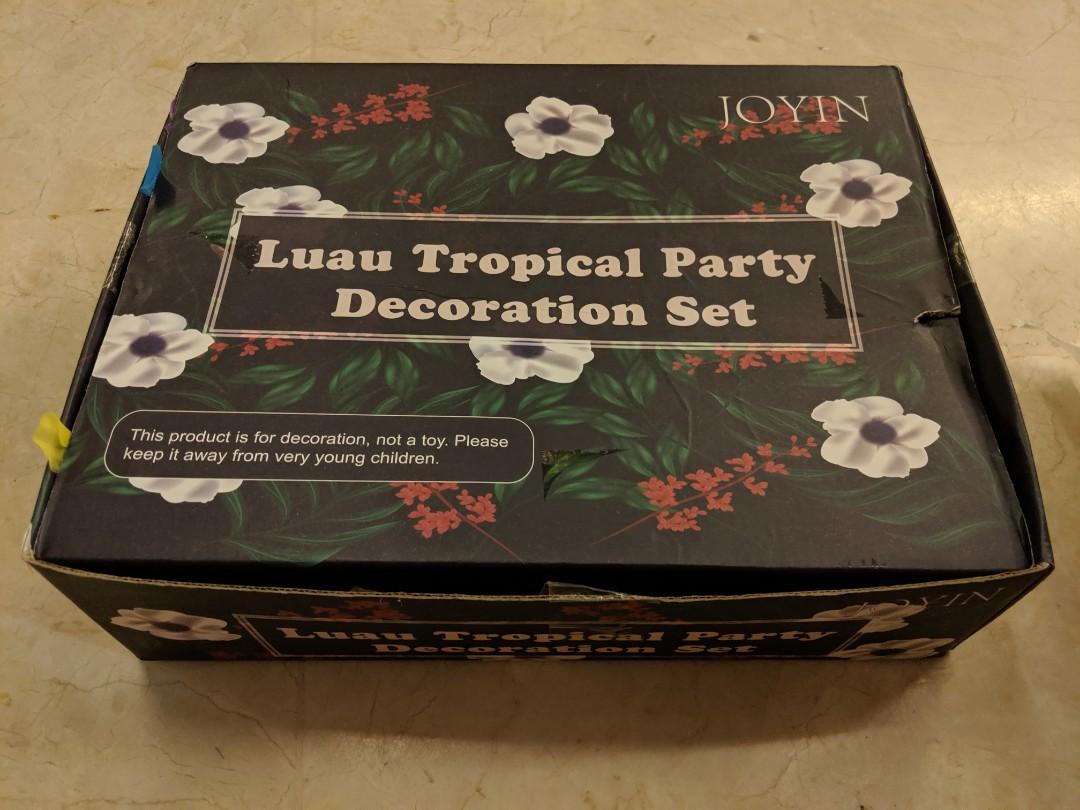 JOYIN
Luau Tropical Party
Decoration Set
This product is for decoration, not a toy. Please
keep it away from very young children.
JOYIN
Luau Tropical Party
Decoration Set